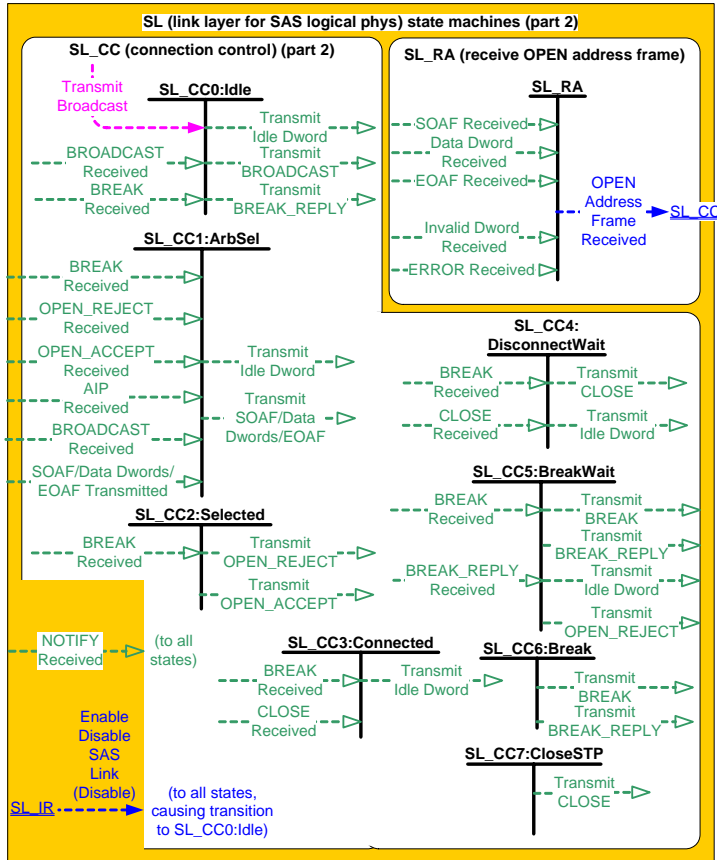 SL (link layer for SAS logical phys) state machines (part 2)
SL_CC (connection control) (part 2)
Transmit
Broadcast
SL_CC0:Idle
Transmit
Idle Dword
BROADCAST
Received
Transmit
BROADCAST
BREAK
Received
Transmit
BREAK_REPLY
SL_CC1:ArbSel
BREAK
Received
OPEN_REJECT
Received
OPEN_ACCEPT
Received
Transmit
Idle Dword
AIP
Received
Transmit
SOAF/Data
Dwords/EOAF
BROADCAST
Received
SOAF/Data Dwords/
EOAF Transmitted
SL_CC2:Selected
BREAK
Received
Transmit
OPEN_REJECT
Transmit
OPEN_ACCEPT
NOTIFY
Received
(to all
states)
SL_CC3:Connected
BREAK
Received
Transmit
Idle Dword
CLOSE
Received
Enable
Disable
SAS
Link
(Disable)
SL_IR
(to all states,
causing transition
to SL_CC0:Idle)
SL_RA (receive OPEN address frame)
SL_RA
SOAF Received
Data Dword
Received
EOAF Received
OPEN
Address
Frame
Received
SL_CC
Invalid Dword
Received
ERROR Received
SL_CC4:
DisconnectWait
BREAK
Received
Transmit
CLOSE
CLOSE
Received
Transmit
Idle Dword
SL_CC5:BreakWait
BREAK
Received
Transmit
BREAK
Transmit
BREAK_REPLY
BREAK_REPLY
Received
Transmit
Idle Dword
Transmit
OPEN_REJECT
SL_CC6:Break
Transmit
BREAK
Transmit
BREAK_REPLY
SL_CC7:CloseSTP
Transmit
CLOSE